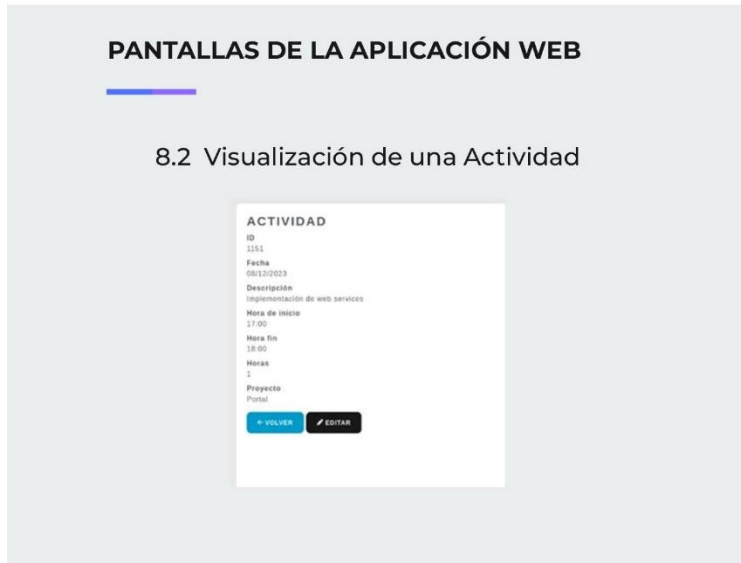 PANTALLAS DE LA APLICACIÓN WEB
8.2 Visualización de una Actividad
ACTIVIDAD
ID
1151
Fecha
08/12/2023
Descripción
Implementación de web services
Hora de inicio
17:00
Hora fin
18:00
Horas
1
Proyecto
Portal
VOLVER EDITAR